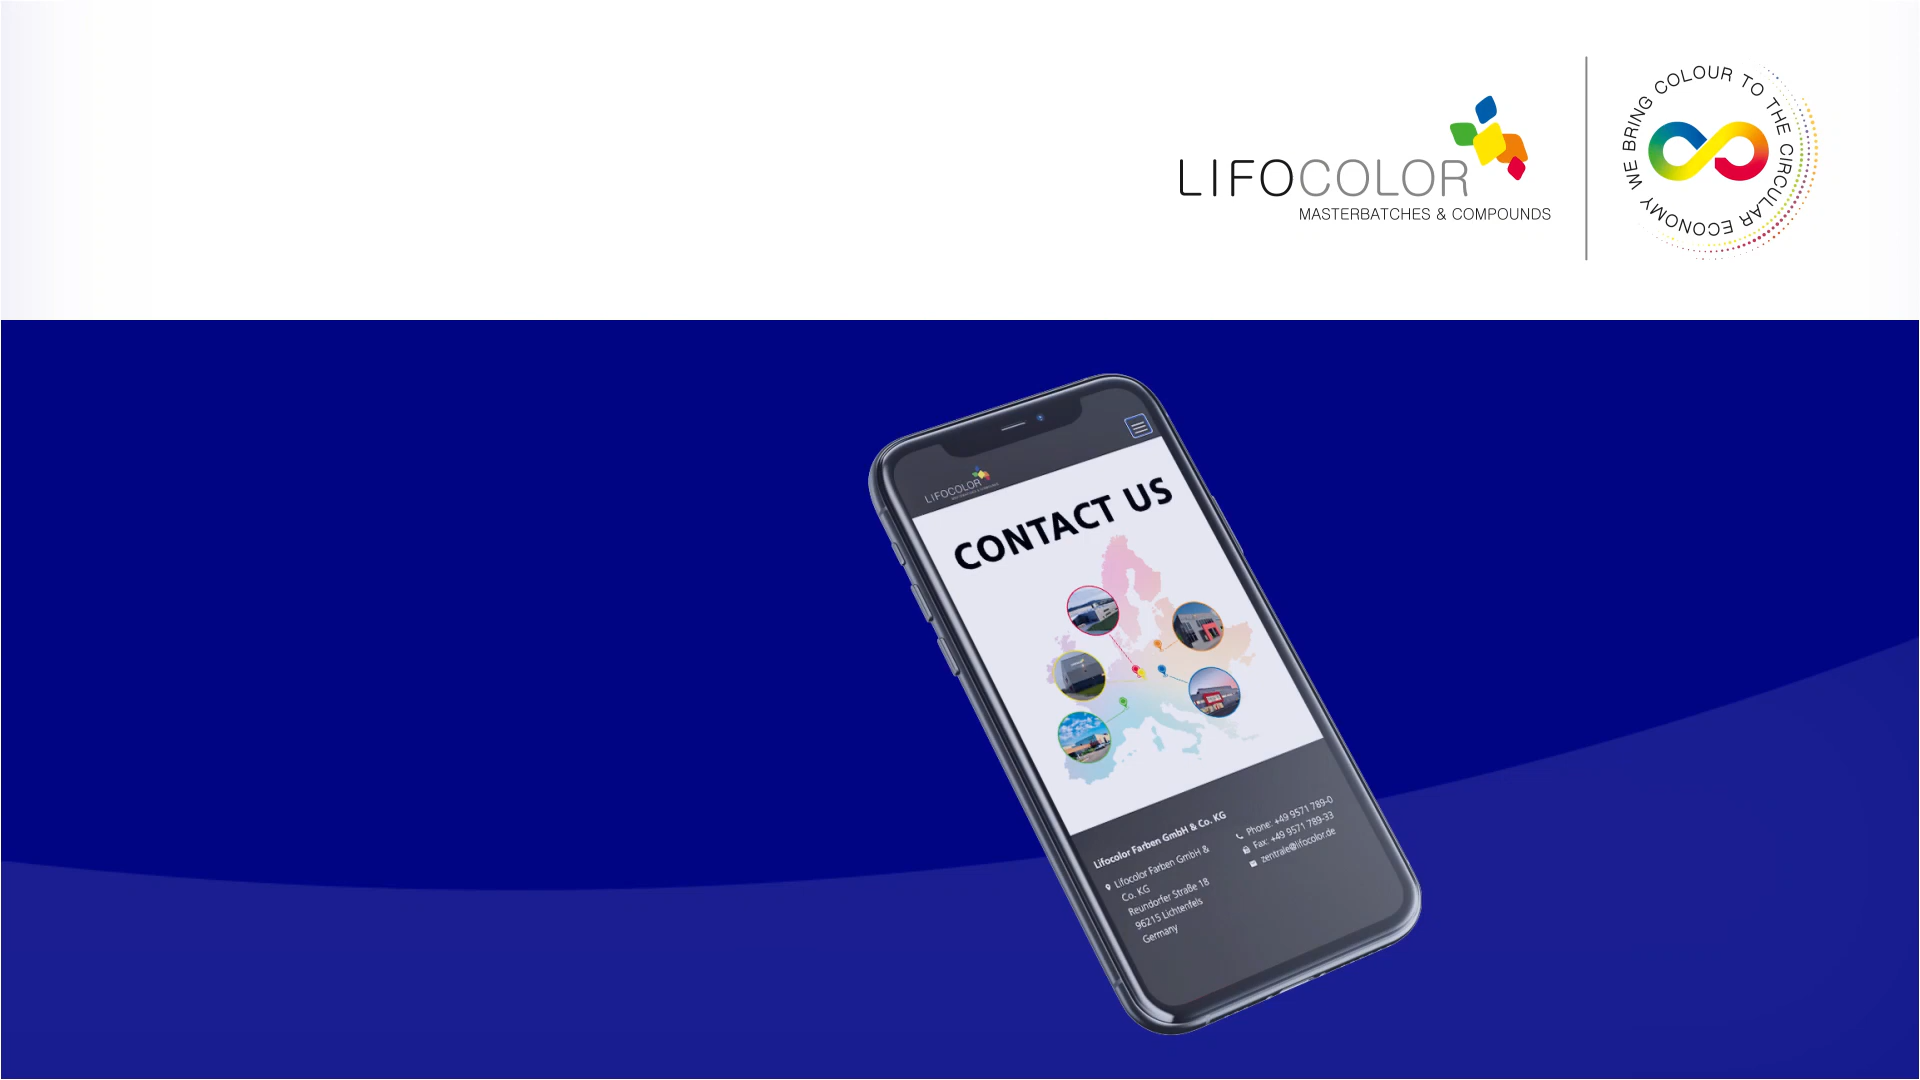 LIFOCOLOR
MASTERBATCHES & COMPOUNDS
WE BRING COLOUR TO THE CIRCULAR ECONOMY
LIFOCOLOR
CONTACT US
Lifocolor Farben GmbH & Co. KG
Lifocolor Farben GmbH &
Co. KG
Reundorfer Straße 18
96215 Lichtenfels
Germany
Phone: +49 9571 789-0
Fax: +49 9571 789-33
zentrale@lifocolor.de